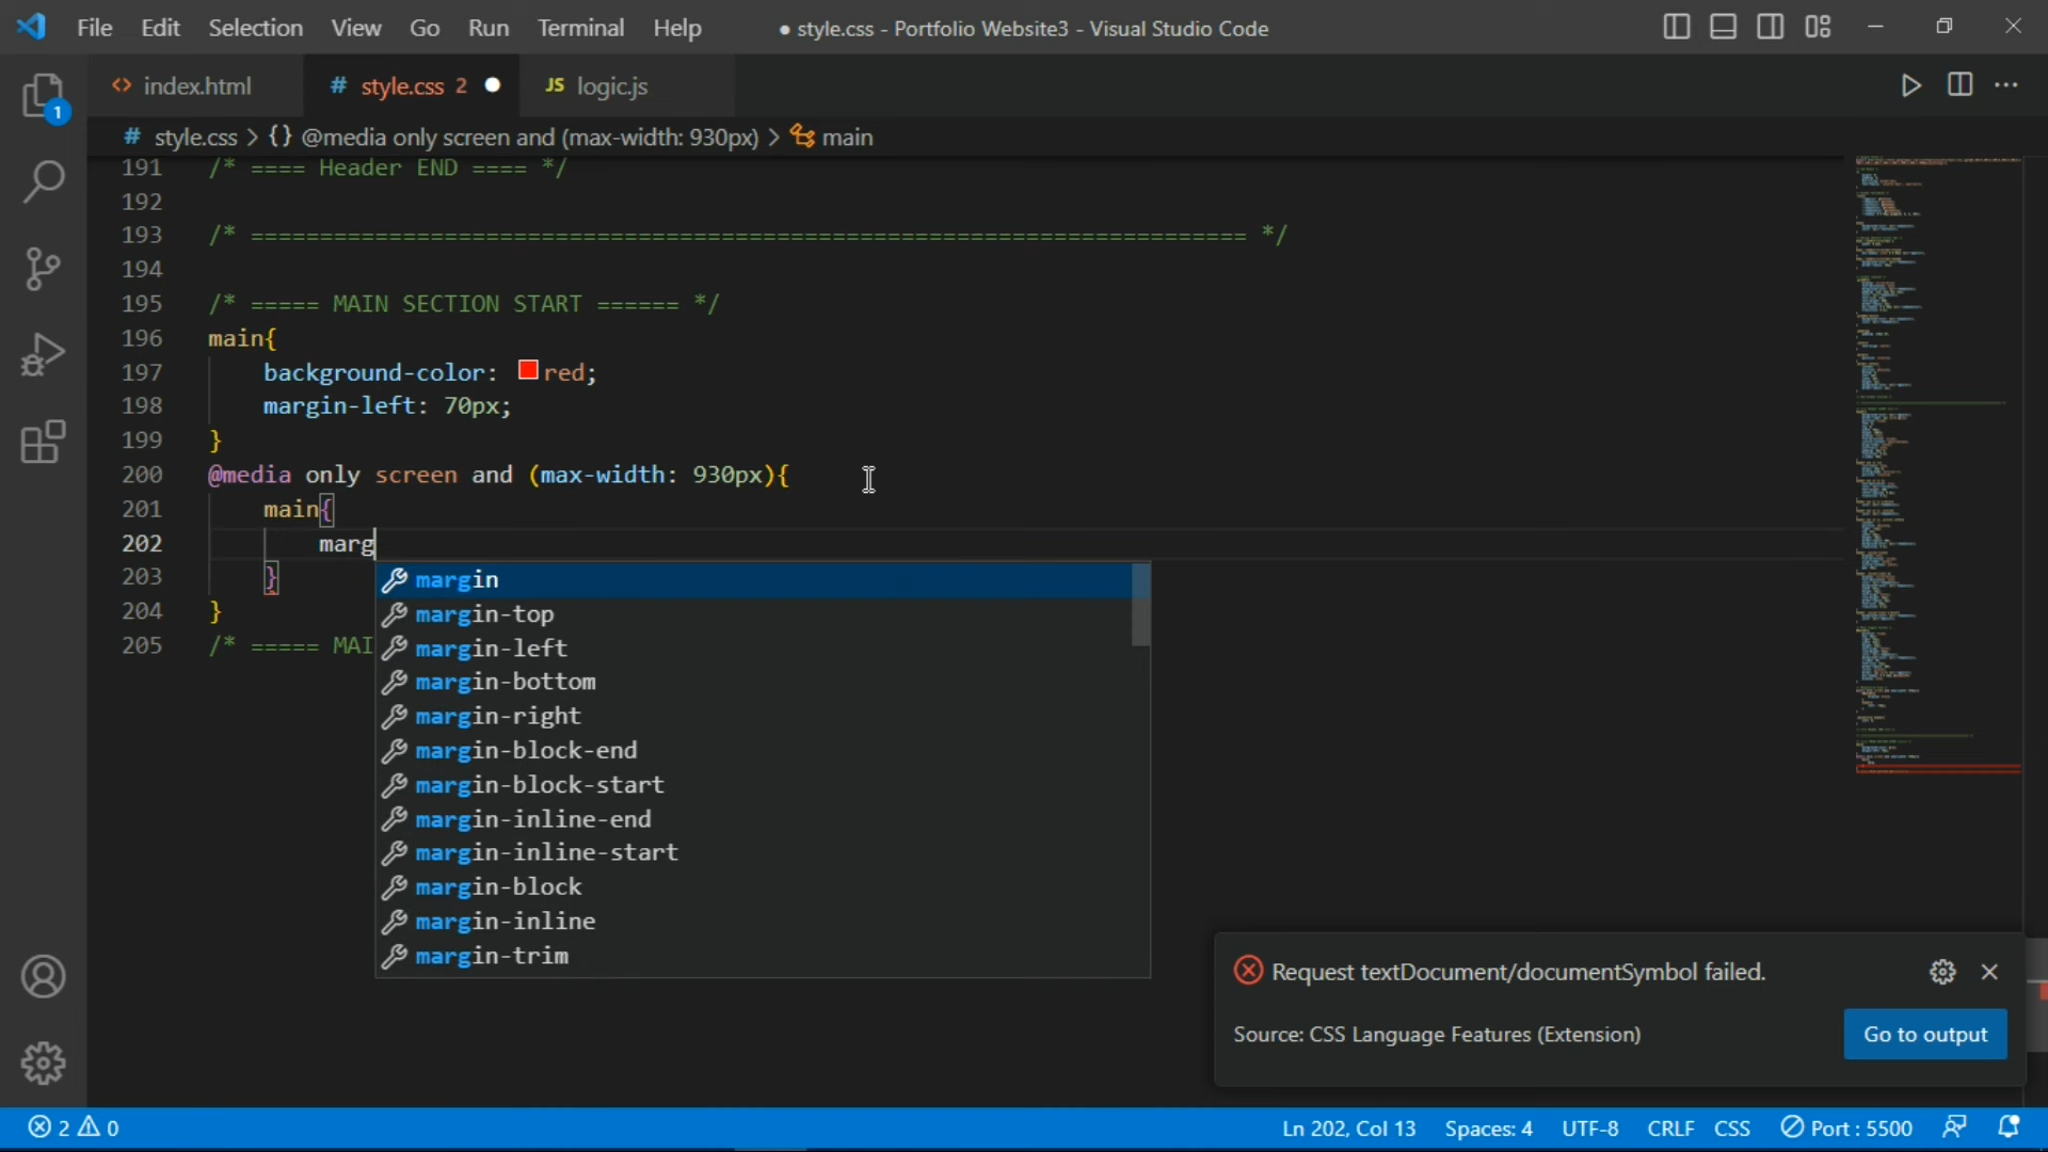 File Edit Selection View Go Run Terminal Help ● style.css - Portfolio Website3 - Visual Studio Code
<> index.html # style.css 2 ● JS logic.js
1
# style.css > {} @media only screen and (max-width: 930px) > main
191 /* ==== Header END ==== */
192
193 /* ======================================================================== */
194
195 /* ===== MAIN SECTION START ====== */
196 main{
197 background-color: red;
198 margin-left: 70px;
199 }
200 @media only screen and (max-width: 930px){
201 main{
202 marg
203 }
204 }
205 /* ===== MAI
margin
margin-top
margin-left
margin-bottom
margin-right
margin-block-end
margin-block-start
margin-inline-end
margin-inline-start
margin-block
margin-inline
margin-trim
Request textDocument/documentSymbol failed.
Source: CSS Language Features (Extension)
Go to output
2 0 Ln 202, Col 13 Spaces: 4 UTF-8 CRLF CSS Port : 5500